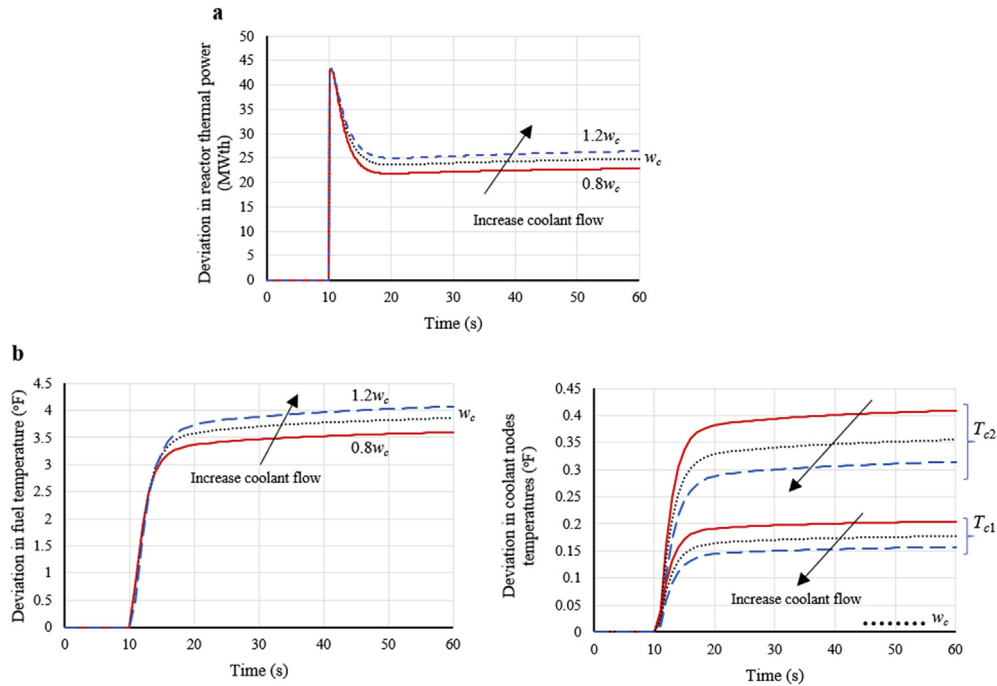 a
Deviation in reactor thermal power
(MWth)
50
45
40
35
30
25
20
15
10
5
0
0 10 20 30 40 50 60
Time (s)
1.2w_c
w_c
0.8w_c
Increase coolant flow
b
Deviation in fuel temperature (°F)
4.5
4
3.5
3
2.5
2
1.5
1
0.5
0
0 10 20 30 40 50 60
Time (s)
1.2w_c
w_c
0.8w_c
Increase coolant flow
Deviation in coolant nodes
temperatures (°F)
0.45
0.4
0.35
0.3
0.25
0.2
0.15
0.1
0.05
0
0 10 20 30 40 50 60
Time (s)
T_c2
T_c1
Increase coolant flow
w_c